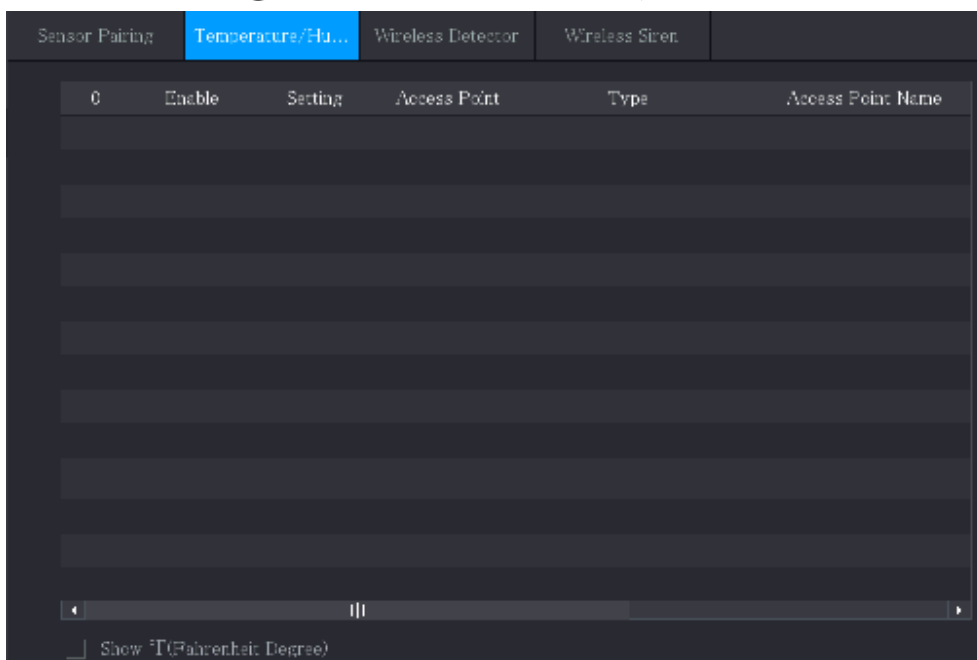 Sensor Pairing Temperature/Hu... Wireless Detector Wireless Siren
0 Enable Setting Access Point Type Access Point Name
Show °F(Fahrenheit Degree)